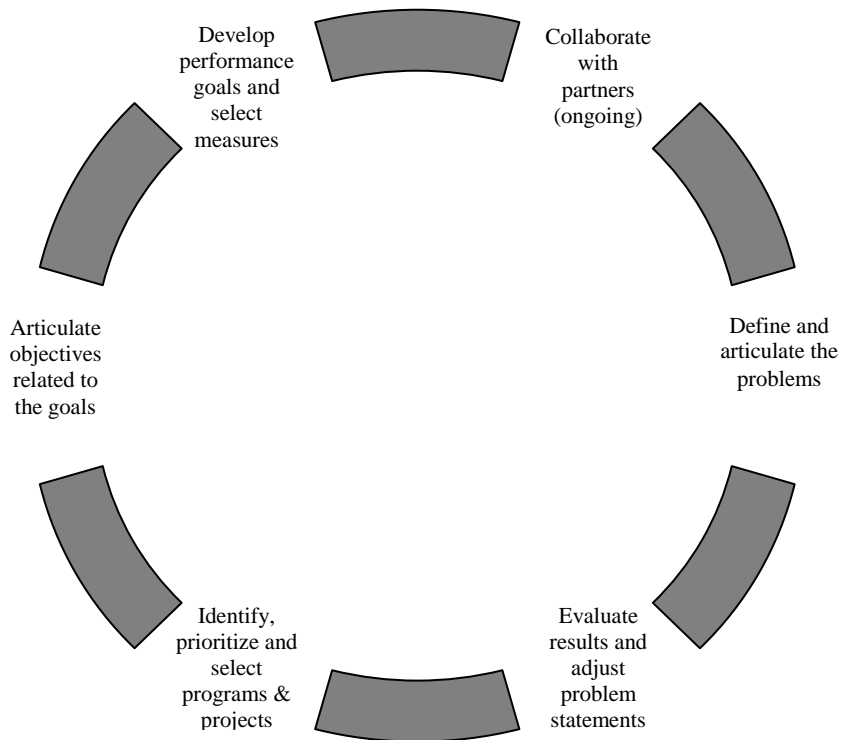 Develop
performance
goals and
select
measures
Collaborate
with
partners
(ongoing)
Articulate
objectives
related to
the goals
Define and
articulate the
problems
Identify,
prioritize and
select
programs &
projects
Evaluate
results and
adjust
problem
statements